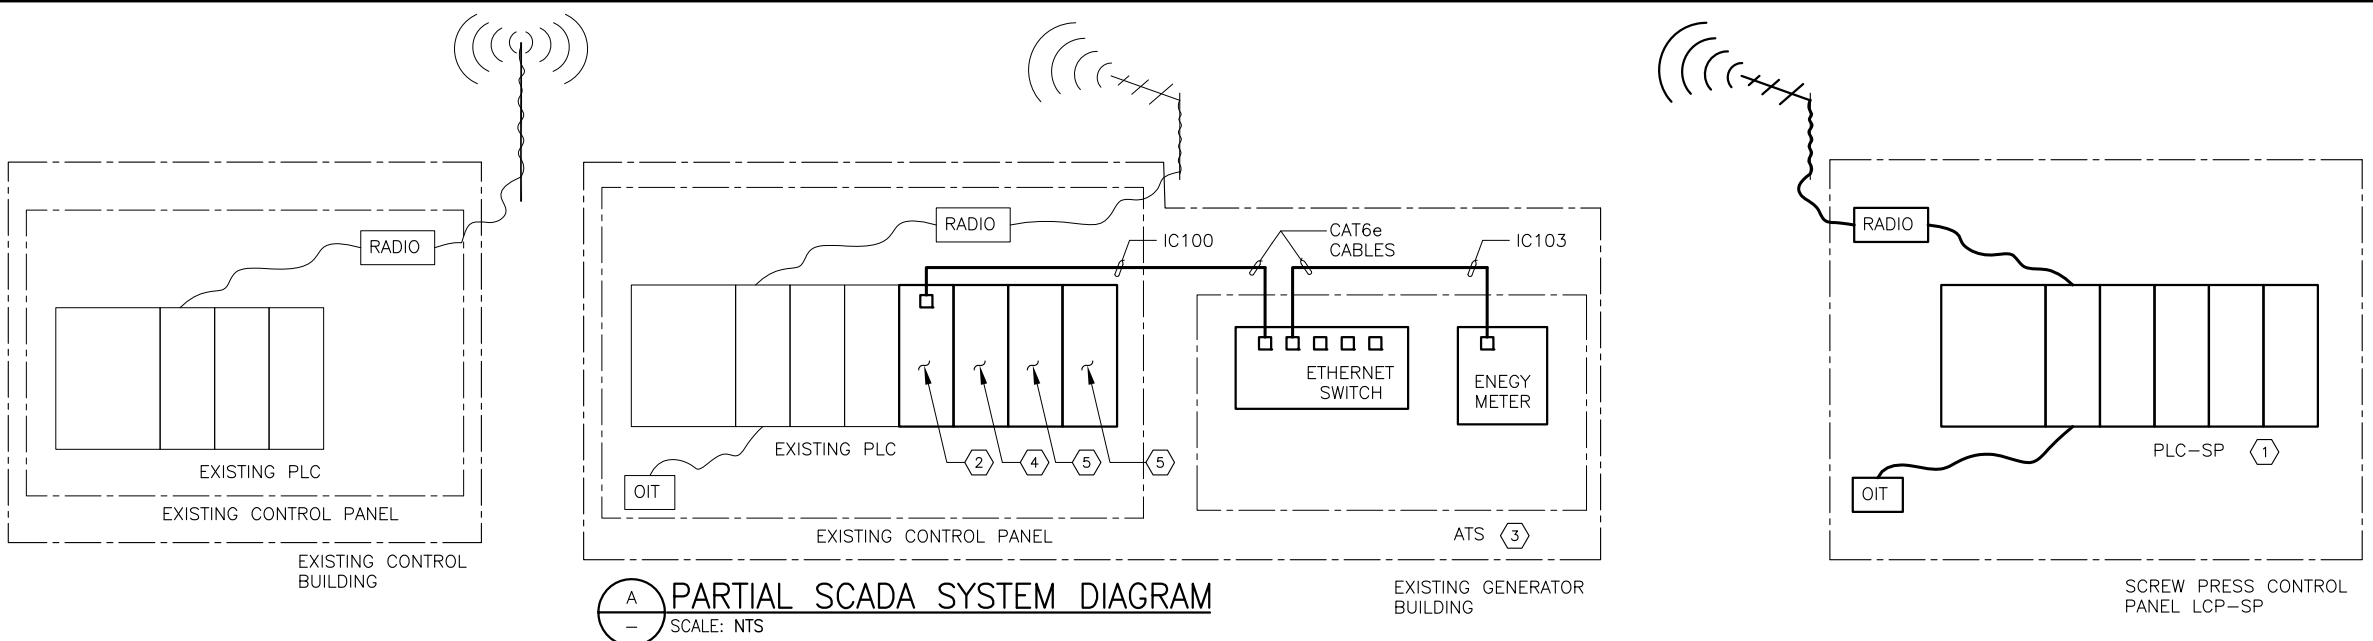 RADIO
EXISTING PLC
EXISTING CONTROL PANEL
EXISTING CONTROL
BUILDING
RADIO
IC100
CAT6e
CABLES
IC103
EXISTING PLC
2
4
5
5
OIT
EXISTING CONTROL PANEL
ETHERNET
SWITCH
ENEGY
METER
ATS 3
EXISTING GENERATOR
BUILDING
RADIO
PLC-SP 1
OIT
SCREW PRESS CONTROL
PANEL LCP-SP
A
-
PARTIAL SCADA SYSTEM DIAGRAM
SCALE: NTS